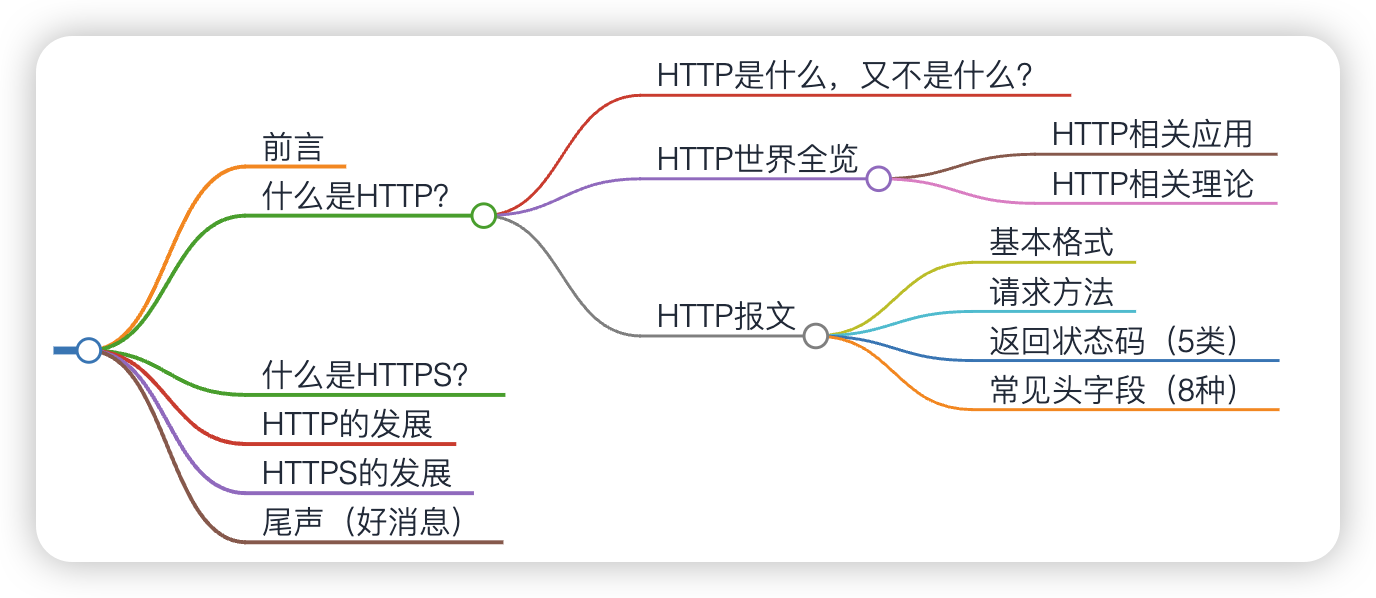 前言
什么是HTTP?
HTTP是什么，又不是什么?
HTTP世界全览
HTTP相关应用
HTTP相关理论
HTTP报文
基本格式
请求方法
返回状态码（5类）
常见头字段（8种）
什么是HTTPS?
HTTP的发展
HTTPS的发展
尾声（好消息）